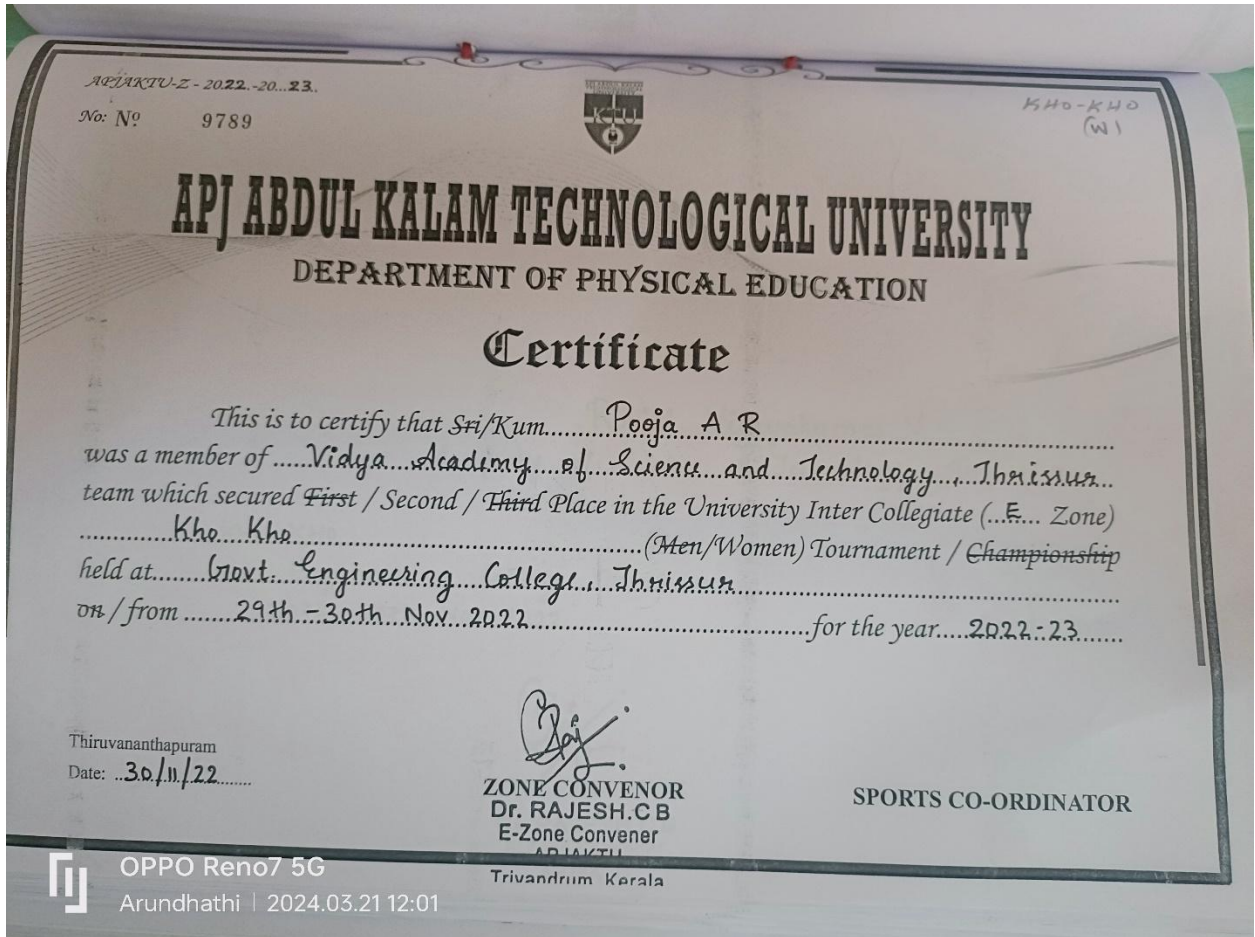 APJAKTU-Z - 2022.-20...23..
KHO-KHO
(W)
No: Nº 9789
KTU
APJ ABDUL KALAM TECHNOLOGICAL UNIVERSITY
DEPARTMENT OF PHYSICAL EDUCATION
Certificate
This is to certify that Sri/Kum.......Pooja A R.......
was a member of .....Vidya...Academy....of...Science...and...Technology...,Thrissur..
team which secured First / Second / Third Place in the University Inter Collegiate (...E... Zone)
..............Kho Kho..............(Men/Women) Tournament / Championship
held at........Govt. Engineering College., Thrissur..............
on / from ........29th.-30th Nov 2022..............for the year.....2022-23.......
Thiruvananthapuram
Date: ..30/11/22........
ZONE CONVENOR
Dr. RAJESH.C B
E-Zone Convener
APJAKTU
Trivandrum Kerala
SPORTS CO-ORDINATOR
OPPO Reno7 5G
Arundhathi | 2024.03.21 12:01